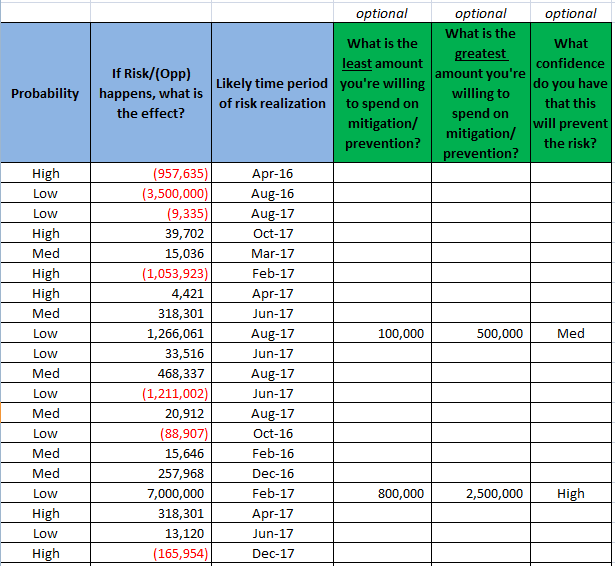 optional optional optional
Probability
If Risk/(Opp)
happens, what is
the effect?
Likely time period
of risk realization
What is the
least amount
you're willing
to spend on
mitigation/
prevention?
What is the
greatest
amount you're
willing to
spend on
mitigation/
prevention?
What
confidence
do you have
that this
will prevent
the risk?
High (957,635) Apr-16
Low (3,500,000) Aug-16
Low (9,335) Aug-17
High 39,702 Oct-17
Med 15,036 Mar-17
High (1,053,923) Feb-17
High 4,421 Apr-17
Med 318,301 Jun-17
Low 1,266,061 Aug-17 100,000 500,000 Med
Low 33,516 Jun-17
Med 468,337 Aug-17
Low (1,211,002) Jun-17
Med 20,912 Aug-17
Low (88,907) Oct-16
Med 15,646 Feb-16
Med 257,968 Dec-16
Low 7,000,000 Feb-17 800,000 2,500,000 High
High 318,301 Apr-17
Low 13,120 Jun-17
High (165,954) Dec-17